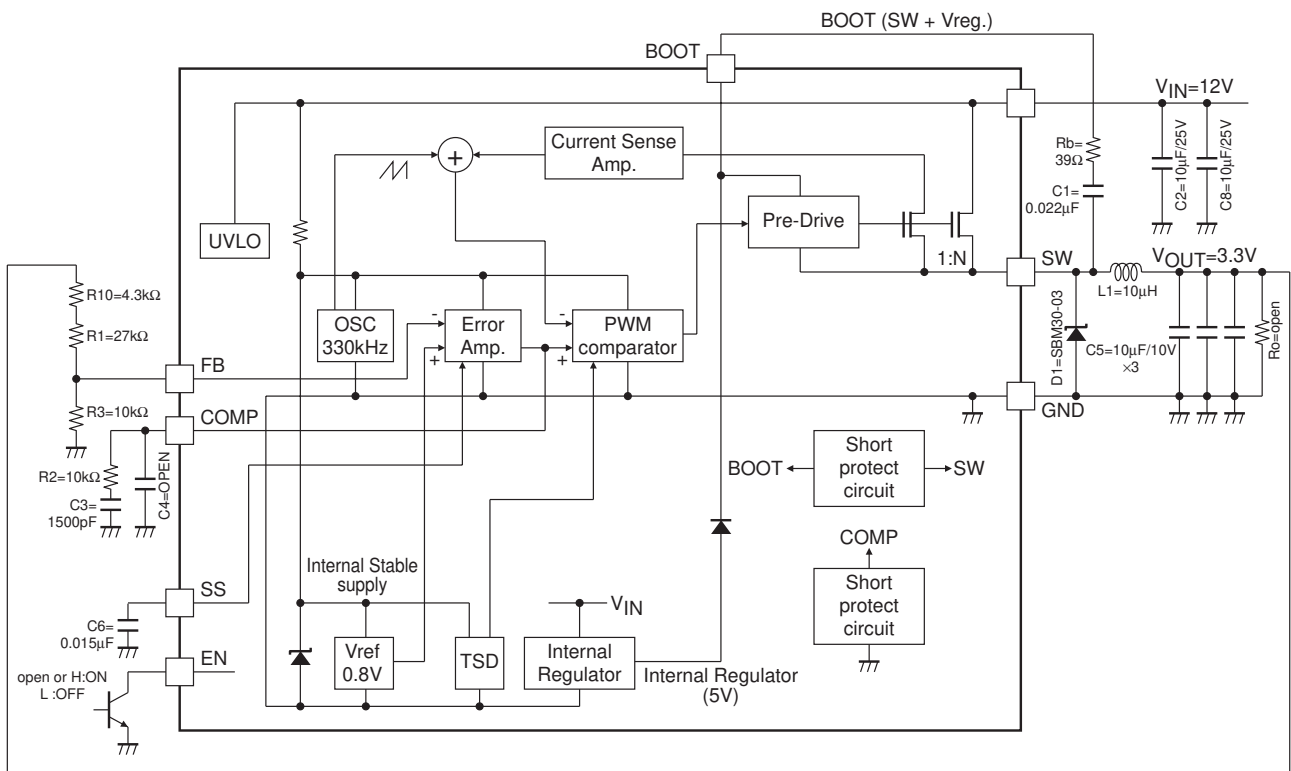 BOOT (SW + Vreg.)
BOOT
VIN=12V
C2=10μF/25V
C8=10μF/25V
Rb=
39Ω
C1=
0.022μF
Current Sense
Amp.
+
UVLO
Pre-Drive
1:N
SW
VOUT=3.3V
L1=10μH
R10=4.3kΩ
R1=27kΩ
OSC
330kHz
-
+
Error
Amp.
-
+
PWM
comparator
D1=SBM30-03
C5=10μF/10V
×3
Ro=open
FB
R3=10kΩ
COMP
GND
R2=10kΩ
C3=
1500pF
C4=OPEN
BOOT
Short
protect
circuit
SW
COMP
Short
protect
circuit
SS
C6=
0.015μF
Internal Stable
supply
VIN
Vref
0.8V
TSD
Internal
Regulator
Internal Regulator
(5V)
EN
open or H:ON
L :OFF